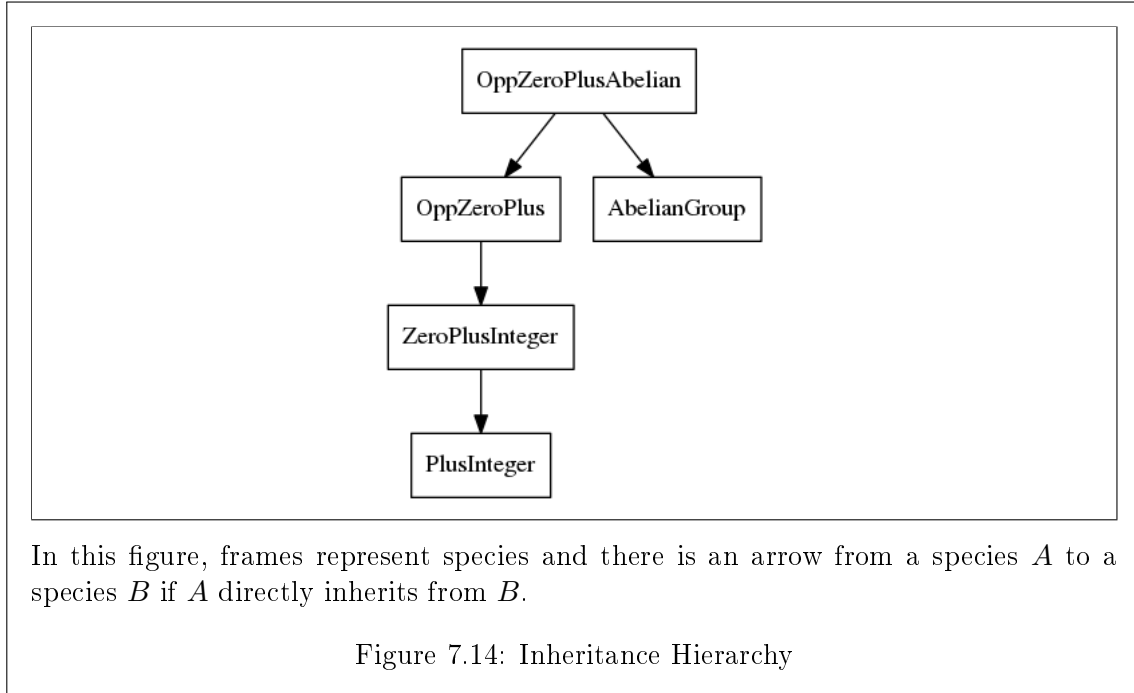 OppZeroPlusAbelian
OppZeroPlus
AbelianGroup
ZeroPlusInteger
PlusInteger
In this figure, frames represent species and there is an arrow from a species A to a
species B if A directly inherits from B.
Figure 7.14: Inheritance Hierarchy